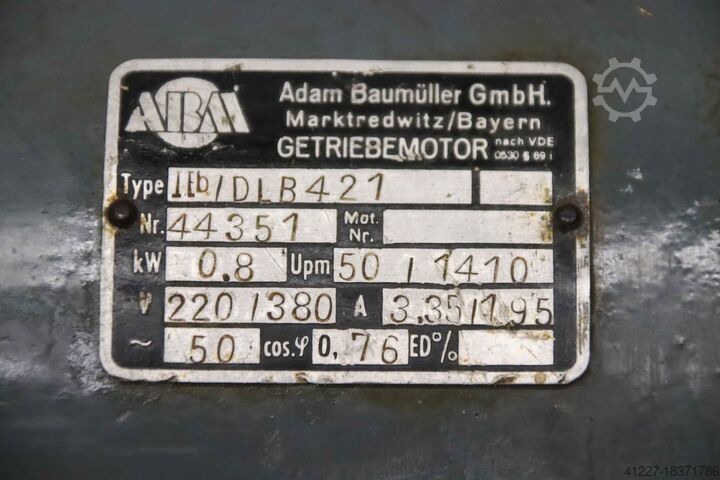 ABM
Adam Baumüller GmbH.
Marktredwitz/Bayern
GETRIEBEMOTOR nach VDE 0530 § 69 i
Type IEb/DLB421
Nr. 44351 Mot. Nr.
kW 0.8 Upm 50 / 1410
V 220/380 A 3.35/1.95
~ 50 cos.φ 0,76 ED%
41227-18371786